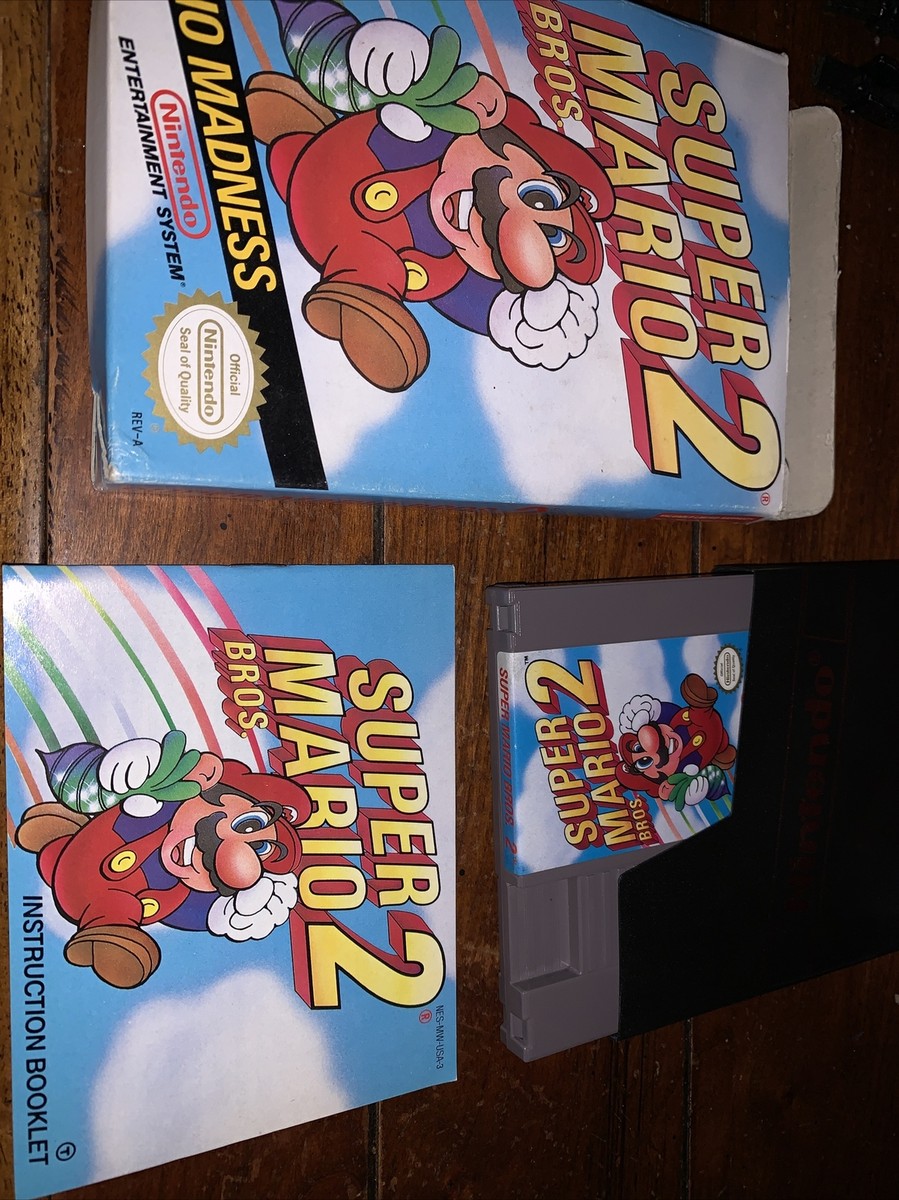 SUPER
MARIO
BROS. 2®
IO MADNESS
Nintendo
ENTERTAINMENT SYSTEM®
Official
Nintendo
Seal of Quality
REV-A
SUPER
MARIO
BROS. 2®
NES-MW-USA-3
INSTRUCTION BOOKLET
T
SUPER
MARIO
BROS. 2
SUPER MARIO BROS. 2
Nintendo®